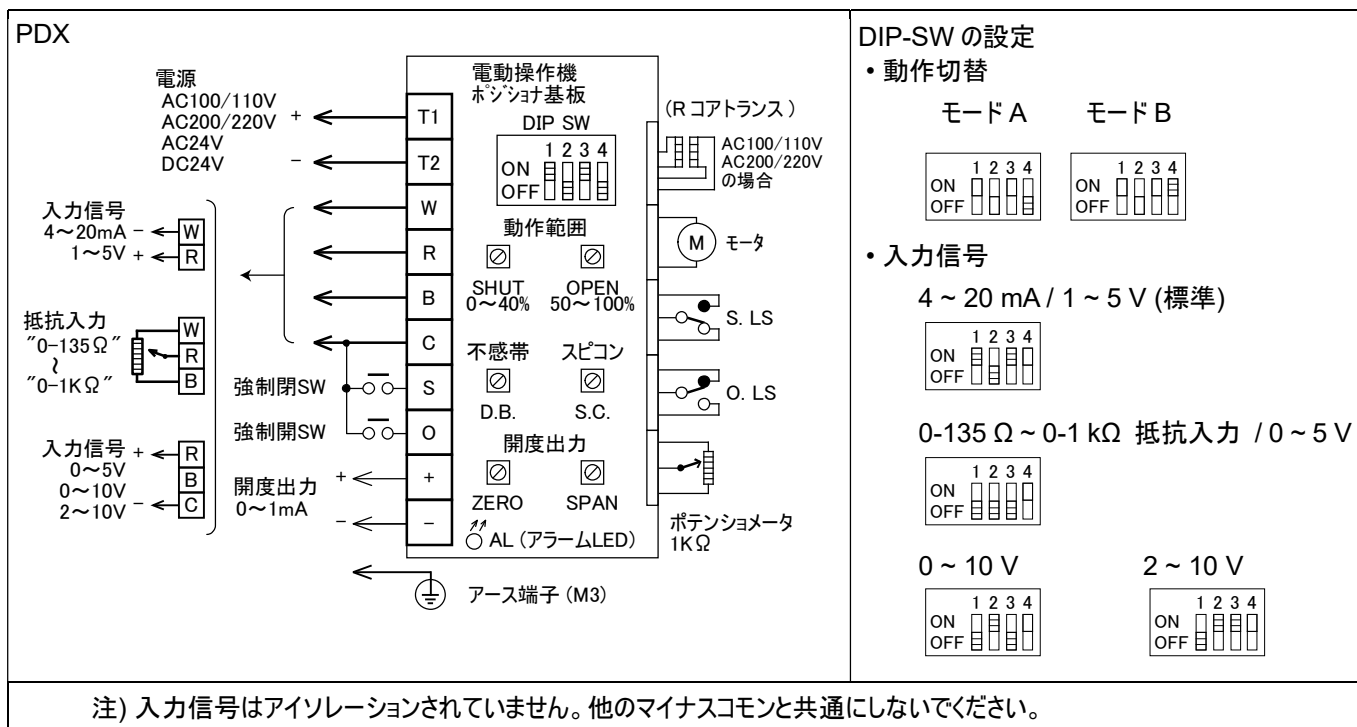 PDX
電源
AC100/110V
AC200/220V
AC24V
DC24V
+
−
入力信号
4～20mA −
1～5V +
W
R
抵抗入力
"0-135Ω"
～
"0-1KΩ"
W
R
B
入力信号 +
0～5V
0～10V
2～10V −
R
B
C
強制閉SW
強制開SW
開度出力
0～1mA
+
−
T1
T2
W
R
B
C
S
O
+
−
電動操作機
ポジショナ基板
DIP SW
1 2 3 4
ON
OFF
動作範囲
SHUT
0～40%
OPEN
50～100%
不感帯
スピコン
D.B.
S.C.
開度出力
ZERO
SPAN
AL (アラームLED)
アース端子 (M3)
(R コアトランス)
AC100/110V
AC200/220V
の場合
M
モータ
S. LS
O. LS
ポテンショメータ
1KΩ
DIP-SW の設定
・動作切替
モード A モード B
1 2 3 4
ON
OFF
1 2 3 4
ON
OFF
・入力信号
4 ~ 20 mA / 1 ~ 5 V (標準)
1 2 3 4
ON
OFF
0-135 Ω ~ 0-1 kΩ 抵抗入力 / 0 ~ 5 V
1 2 3 4
ON
OFF
0 ~ 10 V 2 ~ 10 V
1 2 3 4
ON
OFF
1 2 3 4
ON
OFF
注) 入力信号はアイソレーションされていません。他のマイナスコモンと共通にしないでください。